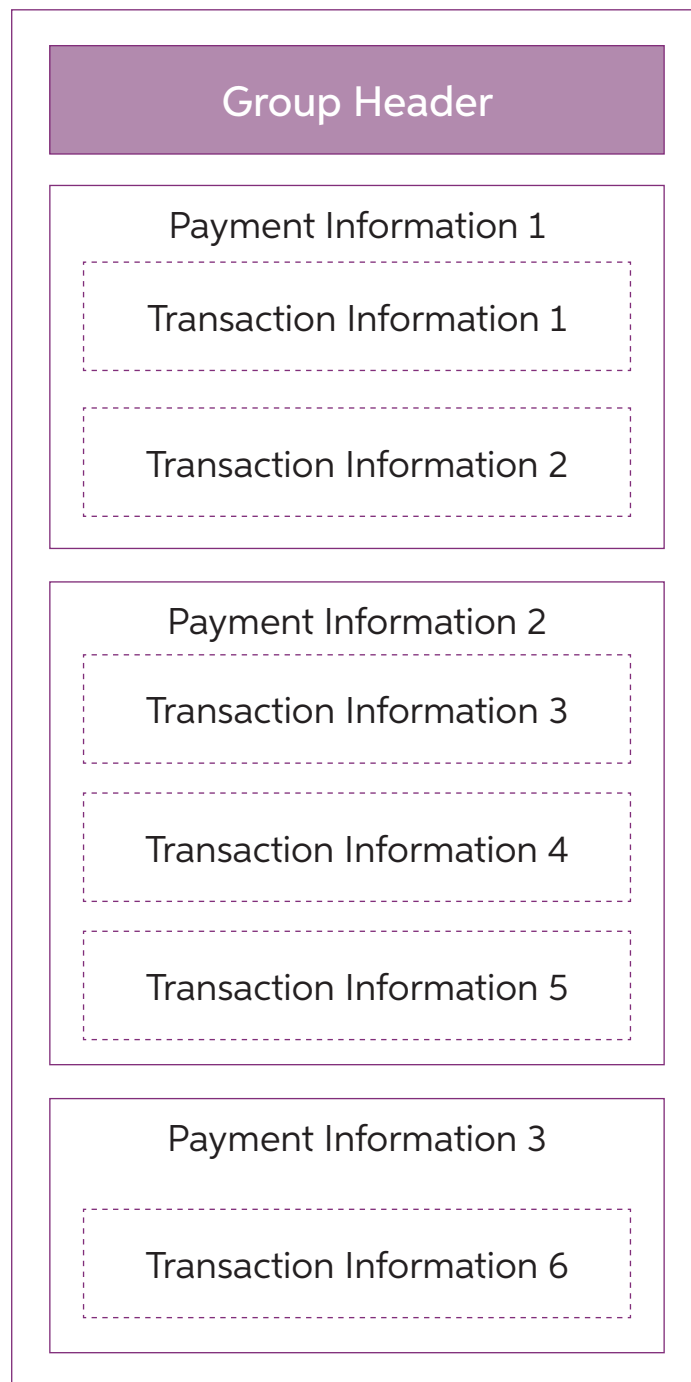 Group Header
Payment Information 1
Transaction Information 1
Transaction Information 2
Payment Information 2
Transaction Information 3
Transaction Information 4
Transaction Information 5
Payment Information 3
Transaction Information 6